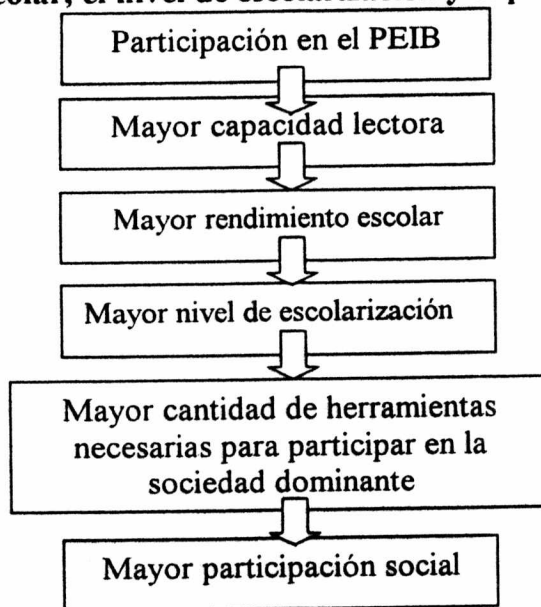 Participación en el PEIB
Mayor capacidad lectora
Mayor rendimiento escolar
Mayor nivel de escolarización
Mayor cantidad de herramientas
necesarias para participar en la
sociedad dominante
Mayor participación social